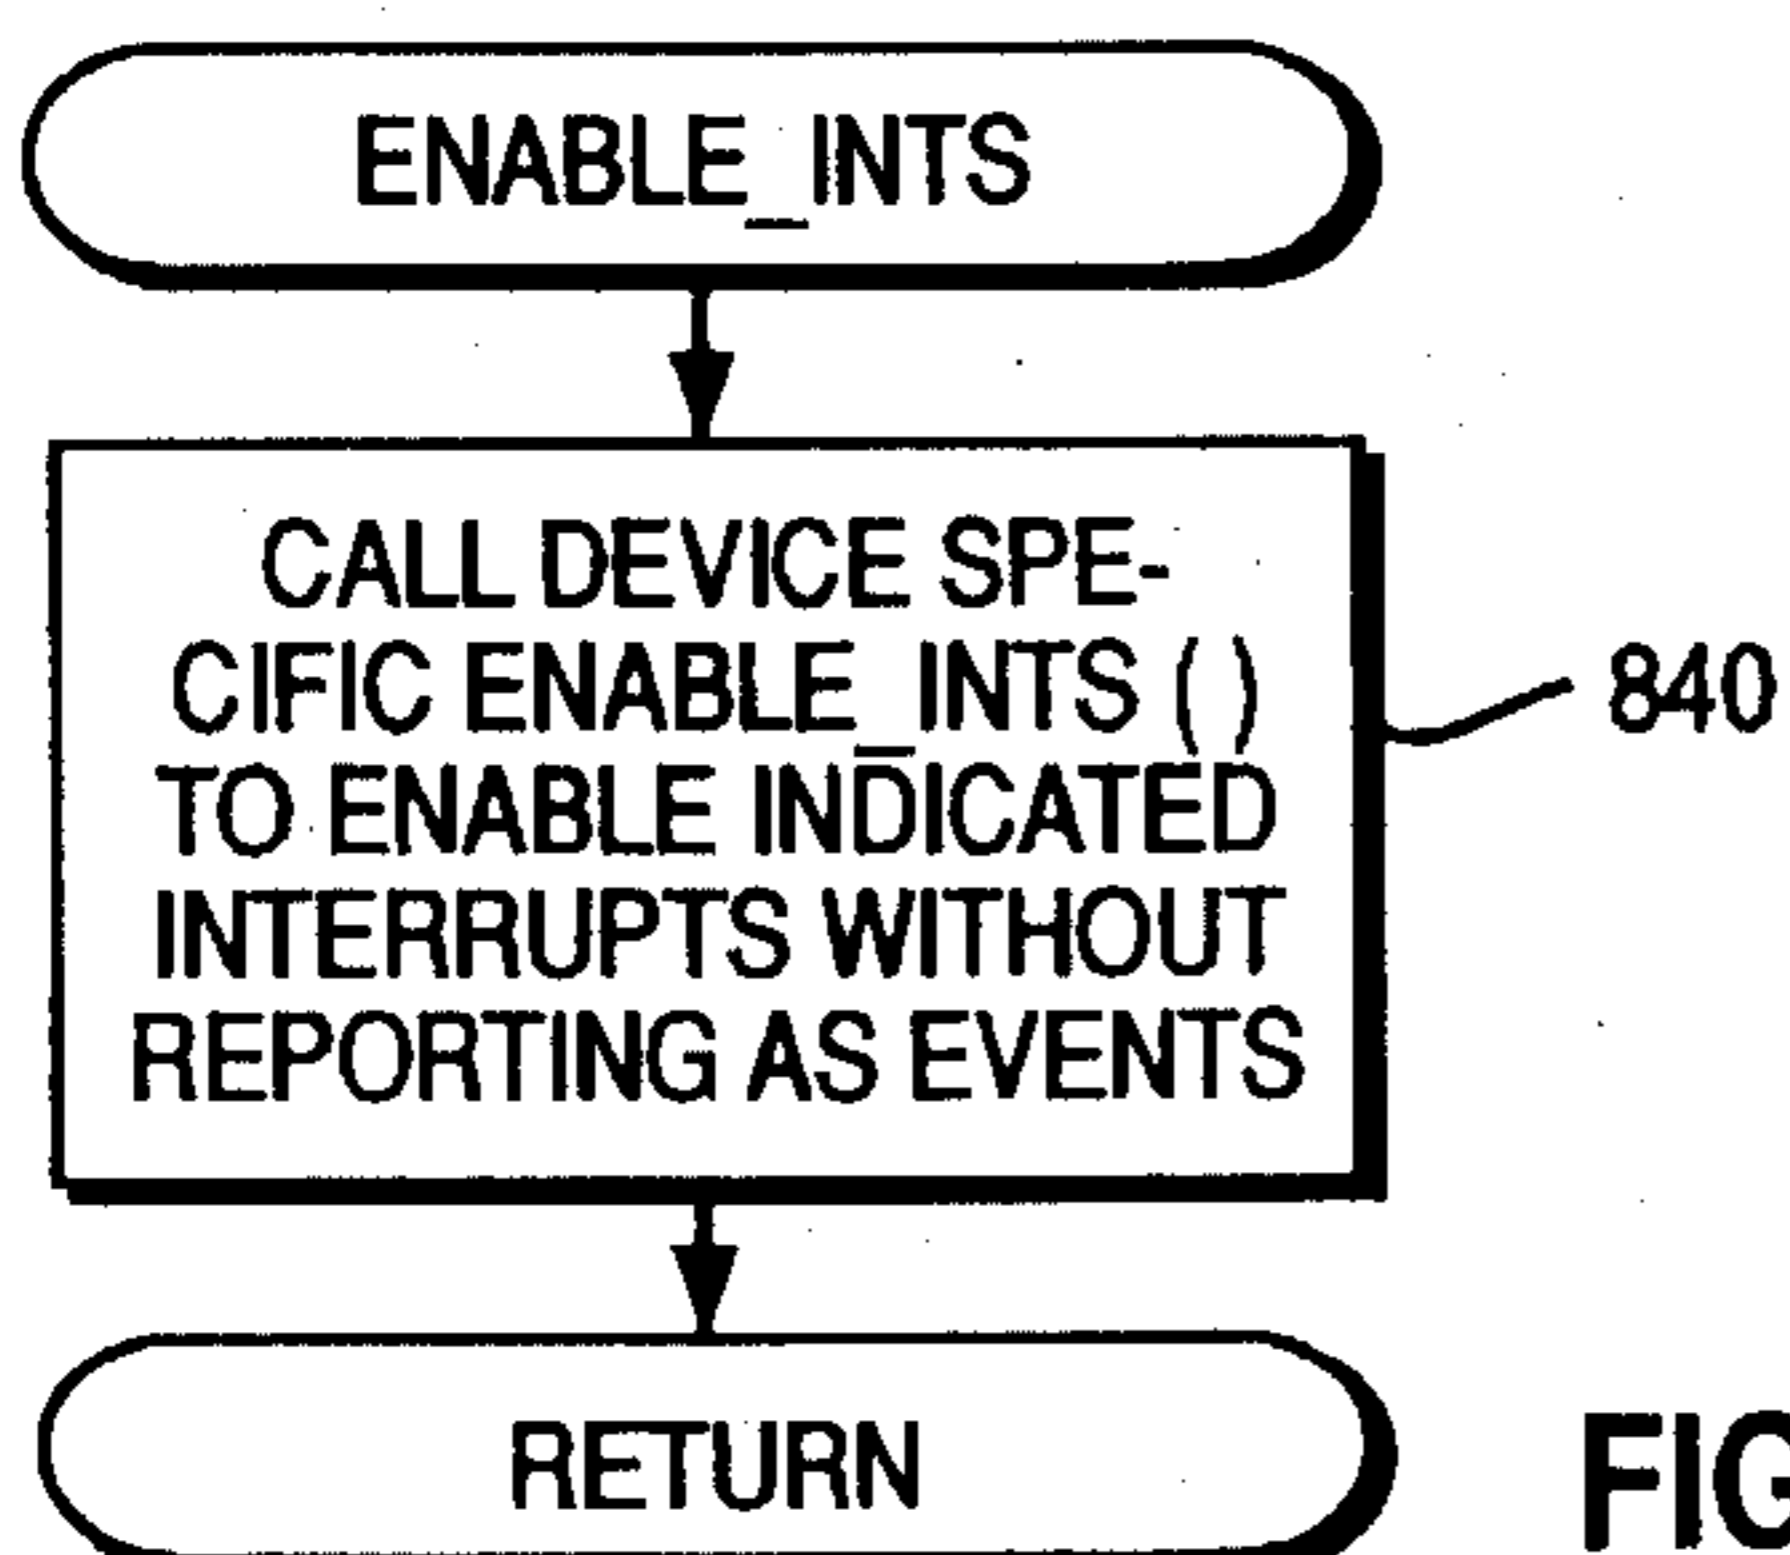 ENABLE_INTS
CALL DEVICE SPE-
CIFIC ENABLE_INTS ( )
TO ENABLE INDICATED
INTERRUPTS WITHOUT
REPORTING AS EVENTS
840
RETURN